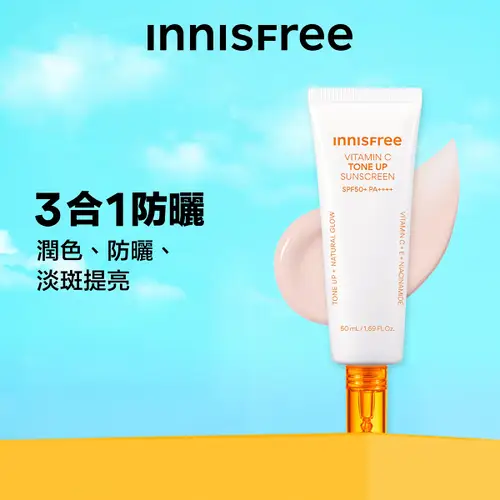 innisfree
3合1防曬
潤色、防曬、
淡斑提亮
innisfree
VITAMIN C
TONE UP
SUNSCREEN
SPF50+ PA++++
TONE UP + NATURAL GLOW
VITAMIN C + E + NIACINAMIDE
50 mL / 1.69 FL.Oz.